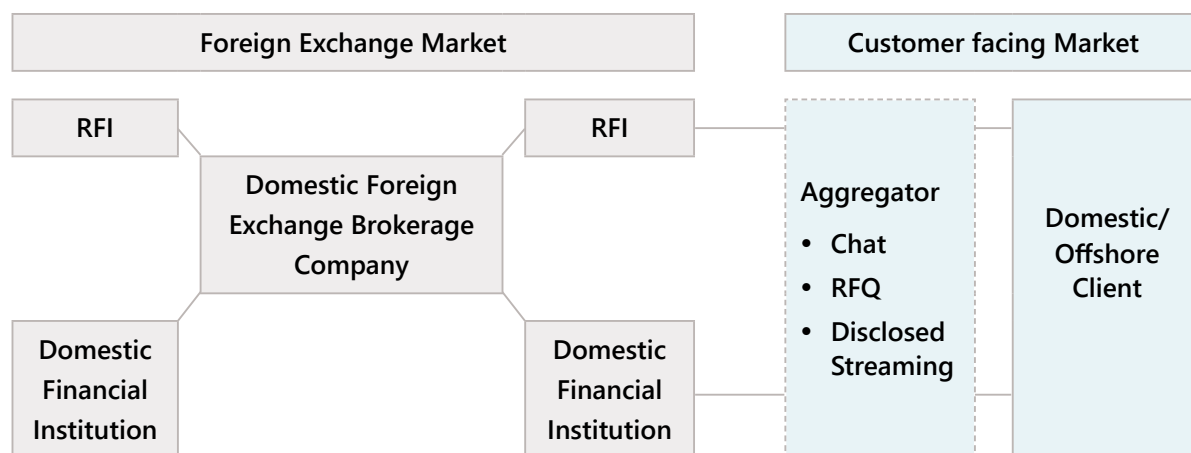 Foreign Exchange Market
Customer facing Market
RFI
RFI
Domestic Foreign
Exchange Brokerage
Company
Domestic
Financial
Institution
Domestic
Financial
Institution
Aggregator
• Chat
• RFQ
• Disclosed
Streaming
Domestic/
Offshore
Client